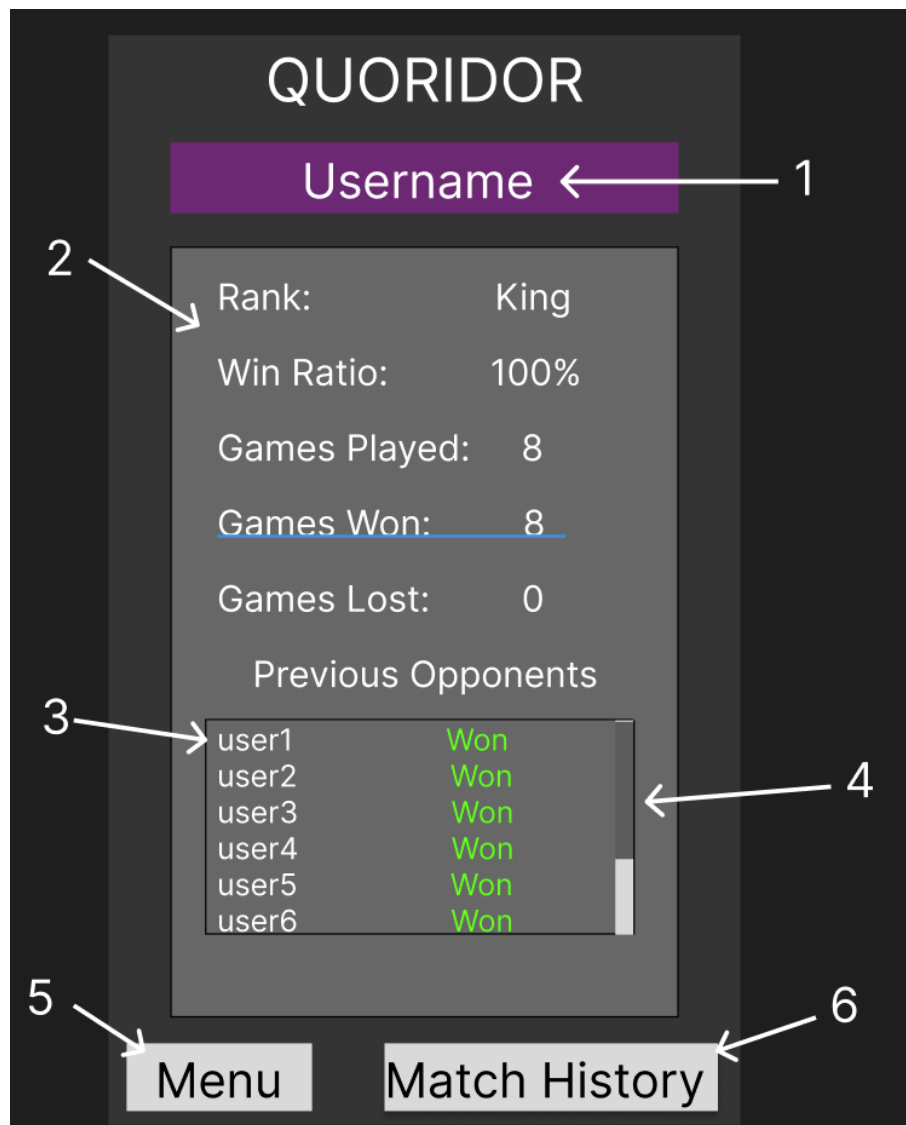 QUORIDOR
Username 1
2
Rank: King
Win Ratio: 100%
Games Played: 8
Games Won: 8
Games Lost: 0
Previous Opponents
3
user1 Won
user2 Won
4
user3 Won
user4 Won
user5 Won
user6 Won
5 6
Menu Match History